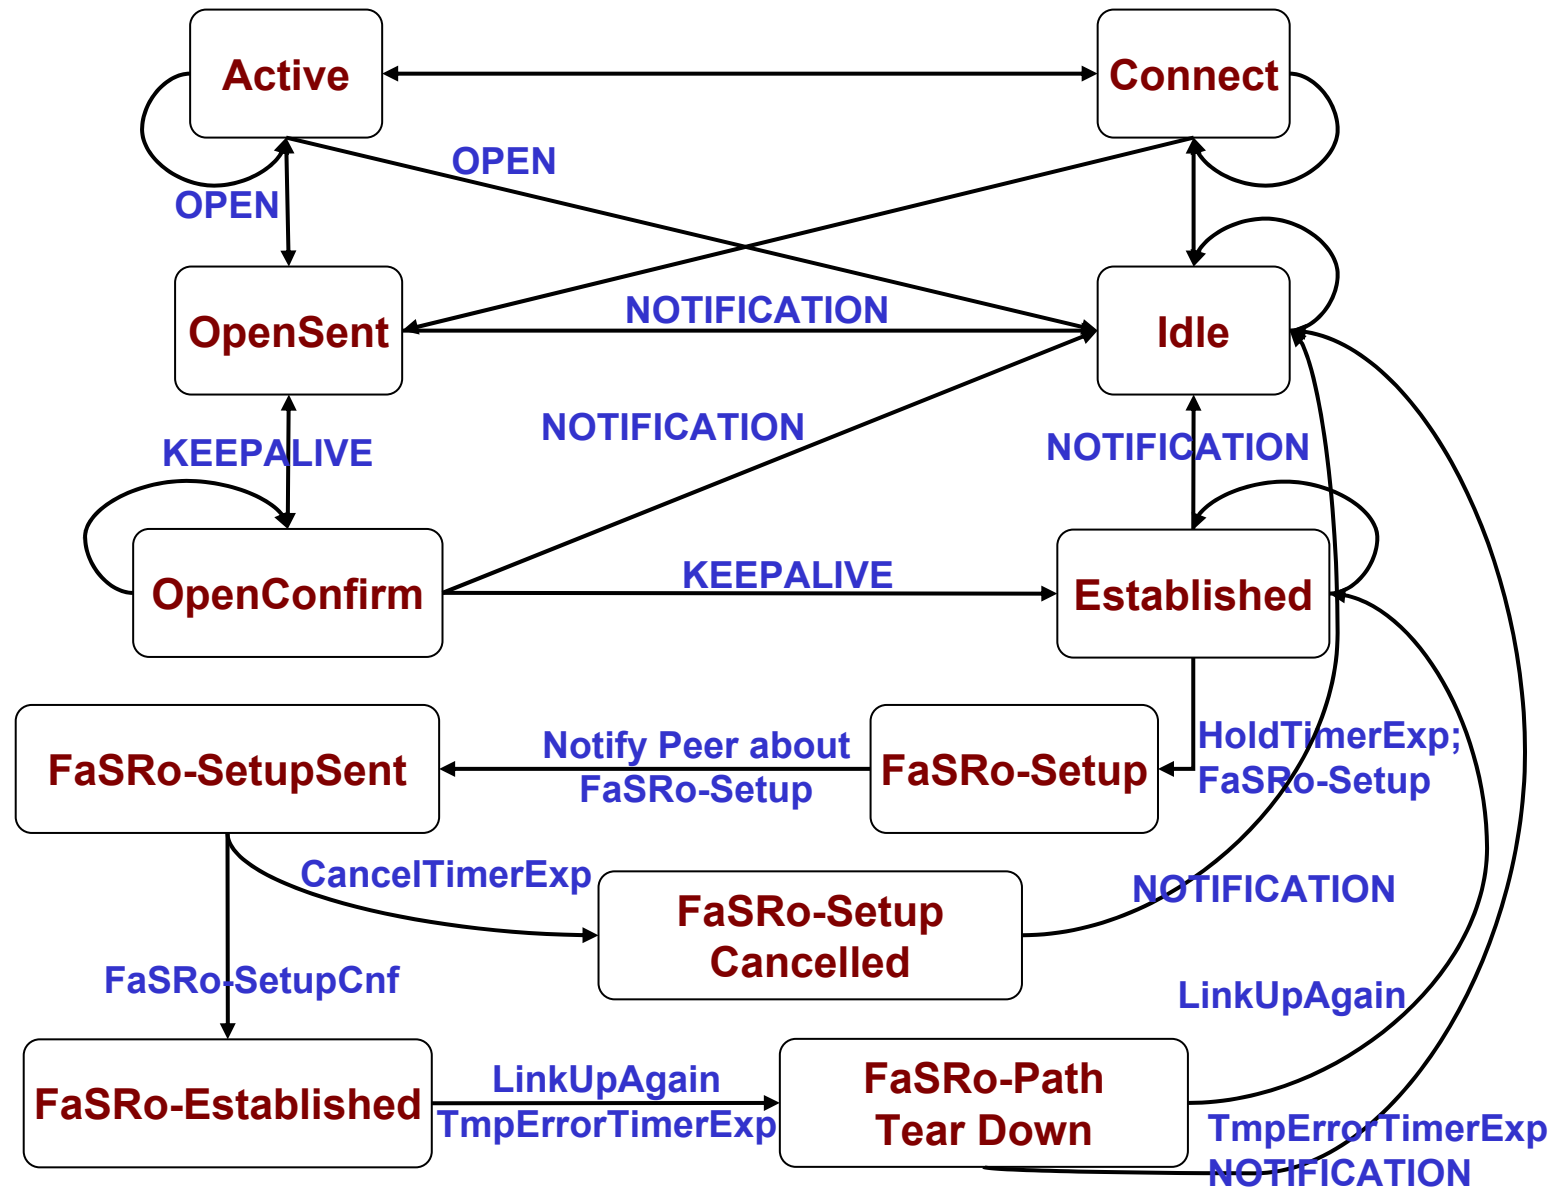 Active
Connect
OPEN
OPEN
OpenSent
NOTIFICATION
Idle
NOTIFICATION
KEEPALIVE
NOTIFICATION
OpenConfirm
KEEPALIVE
Established
FaSRo-SetupSent
Notify Peer about
FaSRo-Setup
FaSRo-Setup
HoldTimerExp;
FaSRo-Setup
CancelTimerExp
FaSRo-Setup
Cancelled
NOTIFICATION
FaSRo-SetupCnf
LinkUpAgain
FaSRo-Established
LinkUpAgain
TmpErrorTimerExp
FaSRo-Path
Tear Down
TmpErrorTimerExp
NOTIFICATION